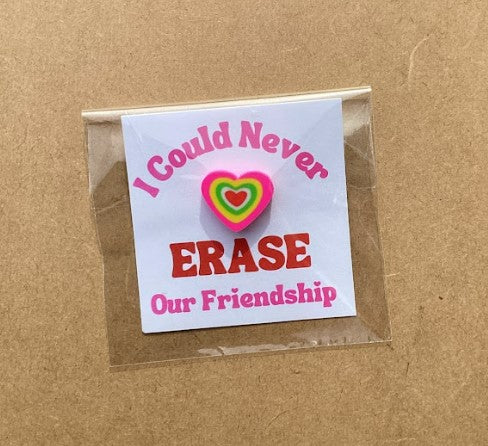 I Could Never
ERASE
Our Friendship